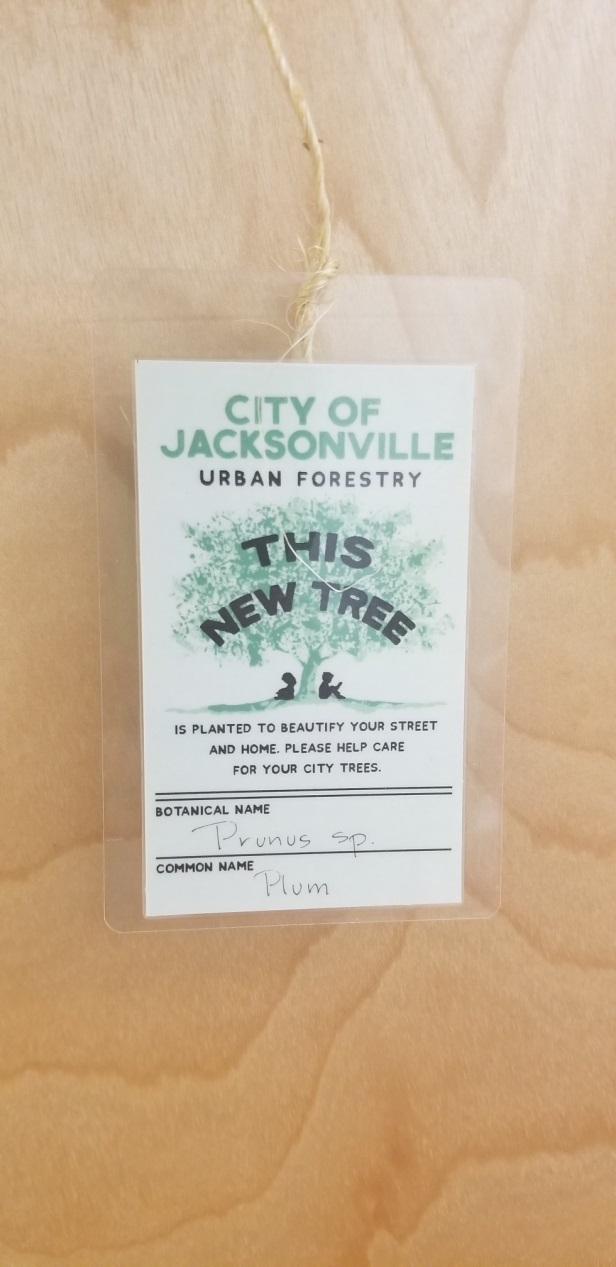 CITY OF
JACKSONVILLE
URBAN FORESTRY
THIS
NEW TREE
IS PLANTED TO BEAUTIFY YOUR STREET
AND HOME. PLEASE HELP CARE
FOR YOUR CITY TREES.
BOTANICAL NAME
Prunus sp.
COMMON NAME
Plum